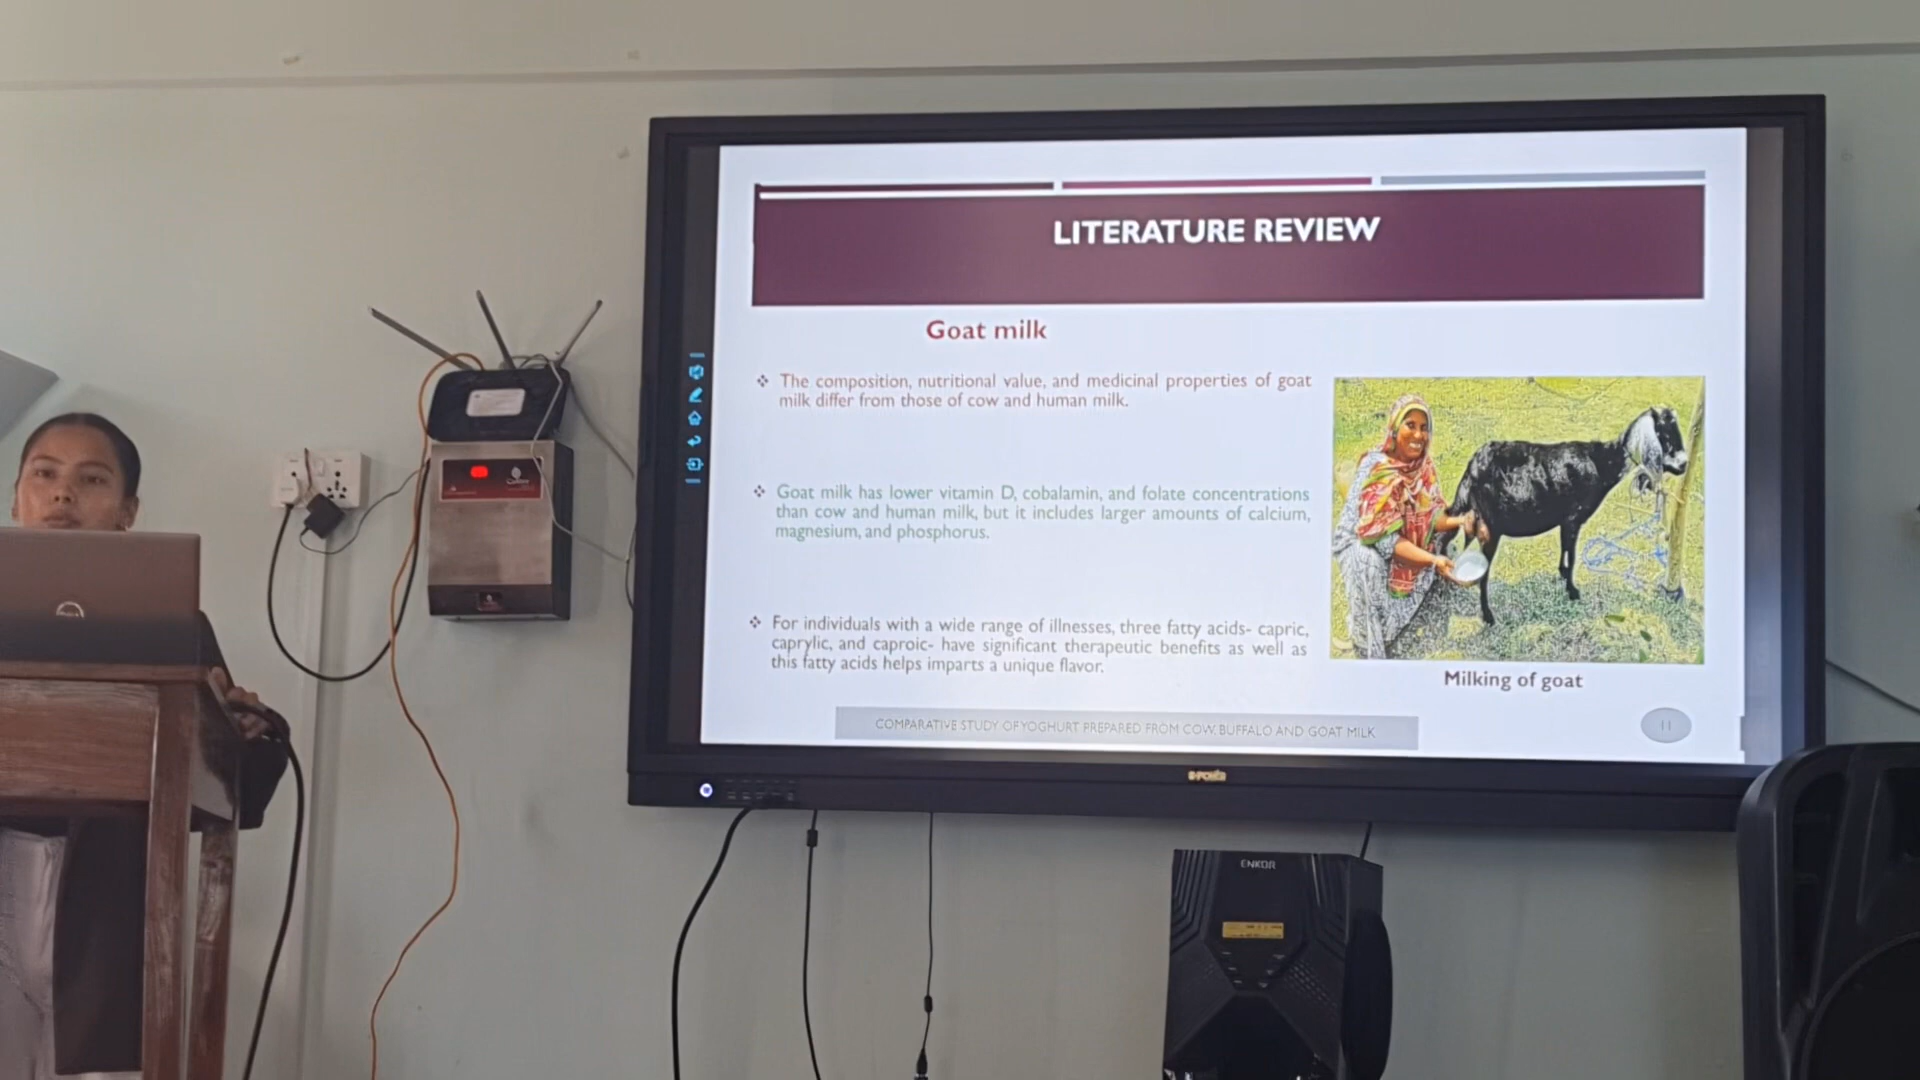 LITERATURE REVIEW
Goat milk
The composition, nutritional value, and medicinal properties of goat
milk differ from those of cow and human milk.
Goat milk has lower vitamin D, cobalamin, and folate concentrations
than cow and human milk, but it includes larger amounts of calcium,
magnesium, and phosphorus.
For individuals with a wide range of illnesses, three fatty acids- capric,
caprylic, and caproic- have significant therapeutic benefits as well as
this fatty acids helps imparts a unique flavor.
Milking of goat
COMPARATIVE STUDY OF YOGHURT PREPARED FROM COW, BUFFALO AND GOAT MILK
11
ENKOR